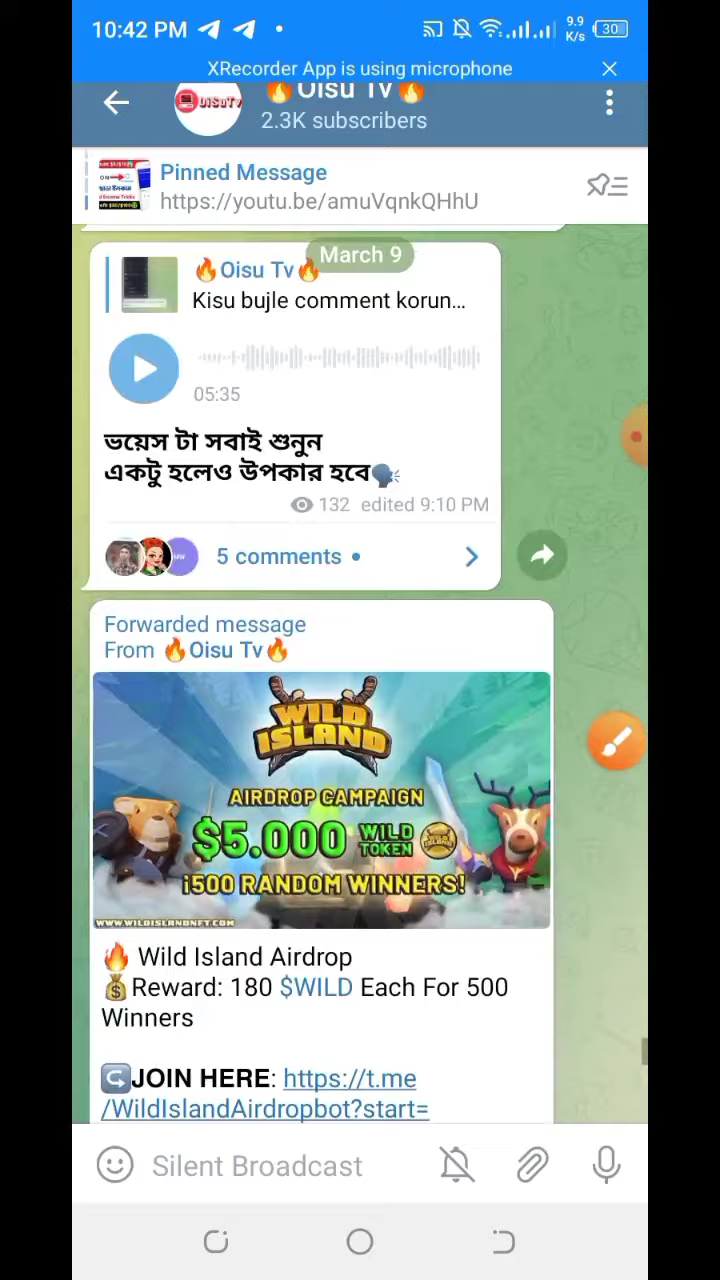 10:42 PM
9.9 K/s
30
XRecorder App is using microphone
OISUTV
🔥Oisu Tv🔥
2.3K subscribers
Pinned Message
https://youtu.be/amuVqnkQHhU
March 9
🔥Oisu Tv🔥
Kisu bujle comment korun...
05:35
ভয়েস টা সবাই শুনুন
একটু হলেও উপকার হবে🗣️
132 edited 9:10 PM
5 comments
Forwarded message
From 🔥Oisu Tv🔥
WILD
ISLAND
AIRDROP CAMPAIGN
$5.000 WILD TOKEN
¡500 RANDOM WINNERS!
WWW.WILDISLANDNFT.COM
🔥 Wild Island Airdrop
💰Reward: 180 $WILD Each For 500
Winners
↪️JOIN HERE: https://t.me
/WildIslandAirdropbot?start=
Silent Broadcast